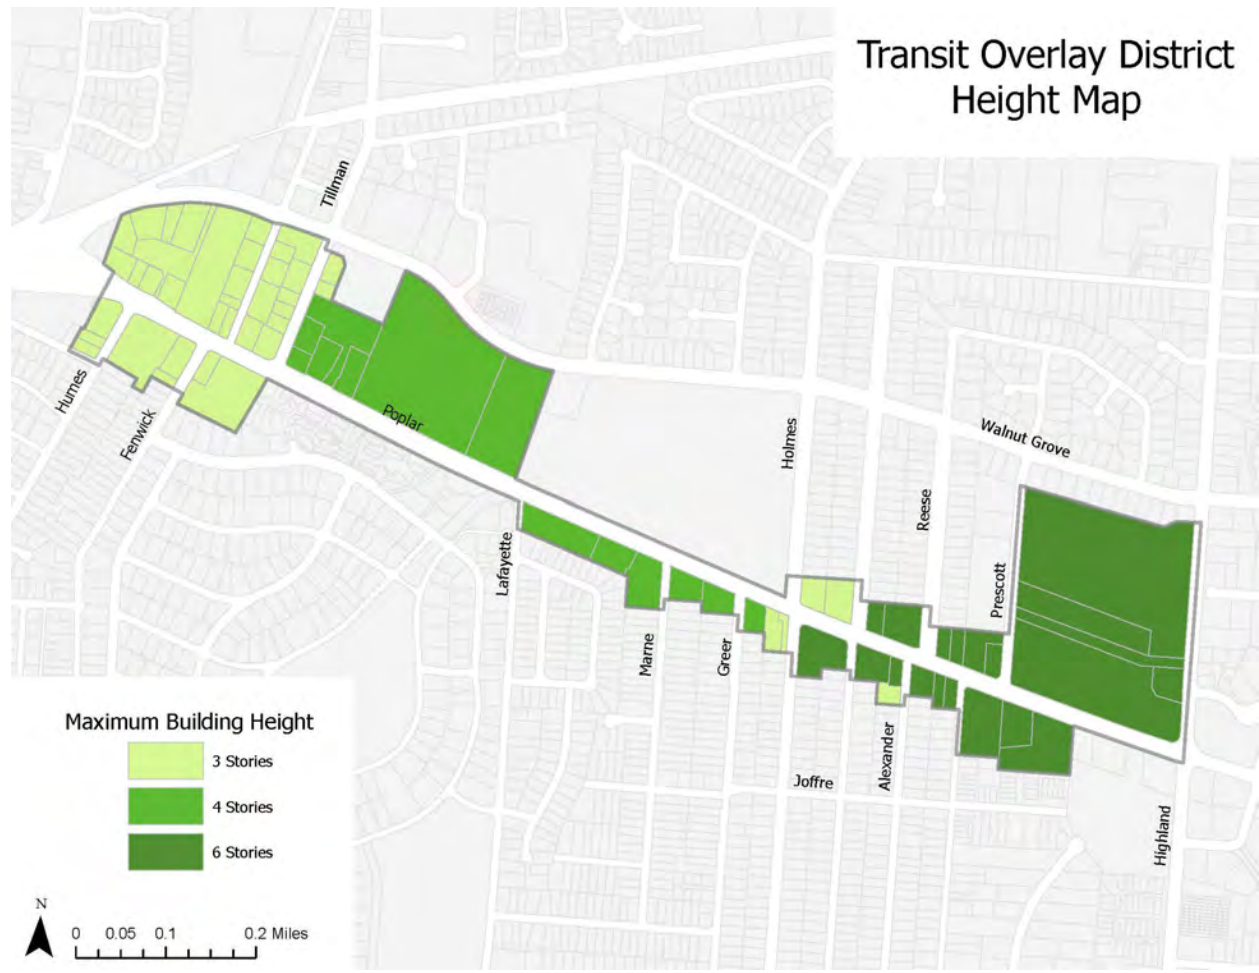 Transit Overlay District
Height Map
Tillman
Humes
Fenwick
Poplar
Lafayette
Marne
Greer
Holmes
Reese
Walnut Grove
Prescott
Joffre
Alexander
Highland
Maximum Building Height
3 Stories
4 Stories
6 Stories
N
0 0.05 0.1 0.2 Miles